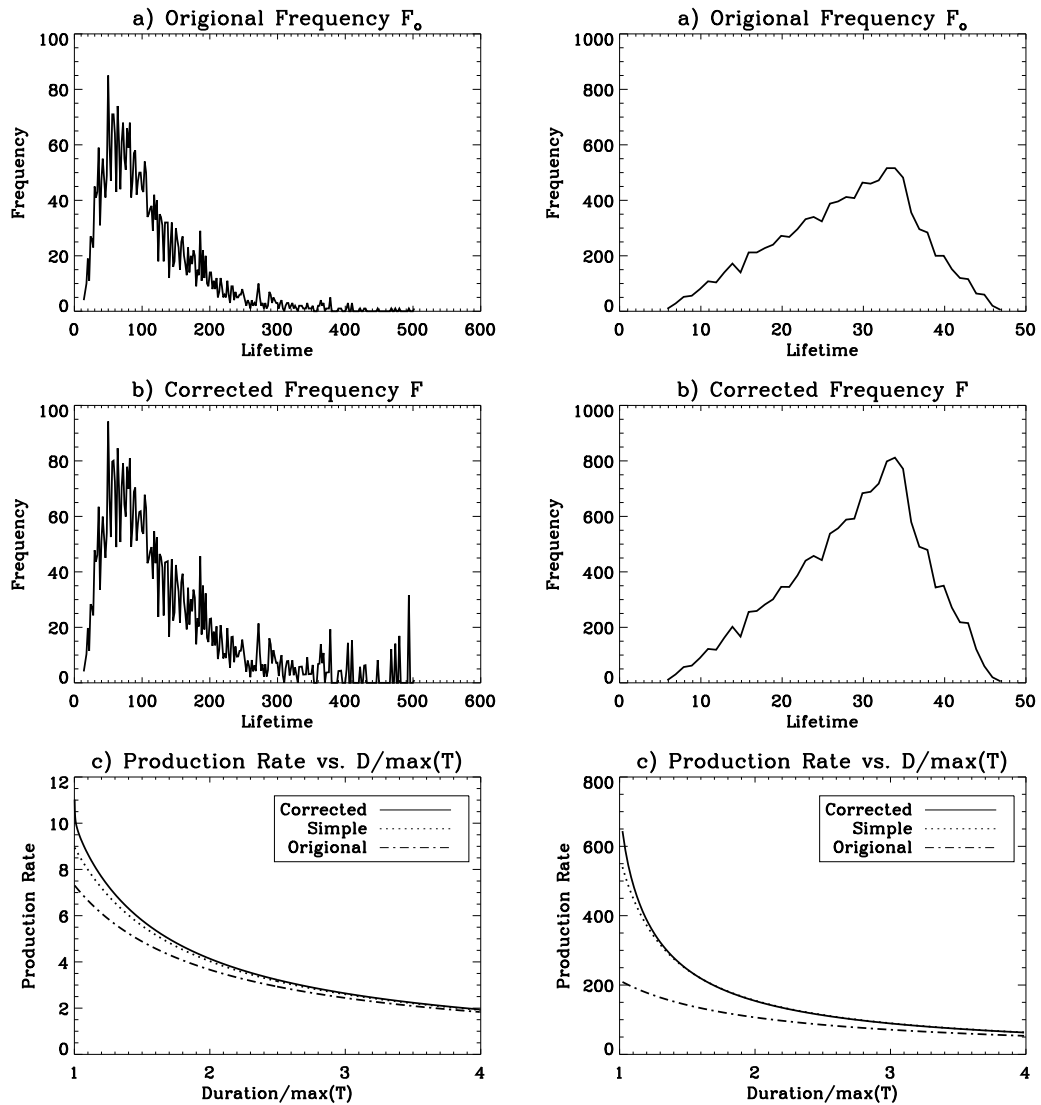 a) Origional Frequency Fo
100
80
60
40
20
0
Frequency
0 100 200 300 400 500 600
Lifetime
a) Origional Frequency Fo
1000
800
600
400
200
0
Frequency
0 10 20 30 40 50
Lifetime
b) Corrected Frequency F
100
80
60
40
20
0
Frequency
0 100 200 300 400 500 600
Lifetime
b) Corrected Frequency F
1000
800
600
400
200
0
Frequency
0 10 20 30 40 50
Lifetime
c) Production Rate vs. D/max(T)
12
10
8
6
4
2
0
Production Rate
Corrected
Simple
Origional
1 2 3 4
Duration/max(T)
c) Production Rate vs. D/max(T)
800
600
400
200
0
Production Rate
Corrected
Simple
Origional
1 2 3 4
Duration/max(T)